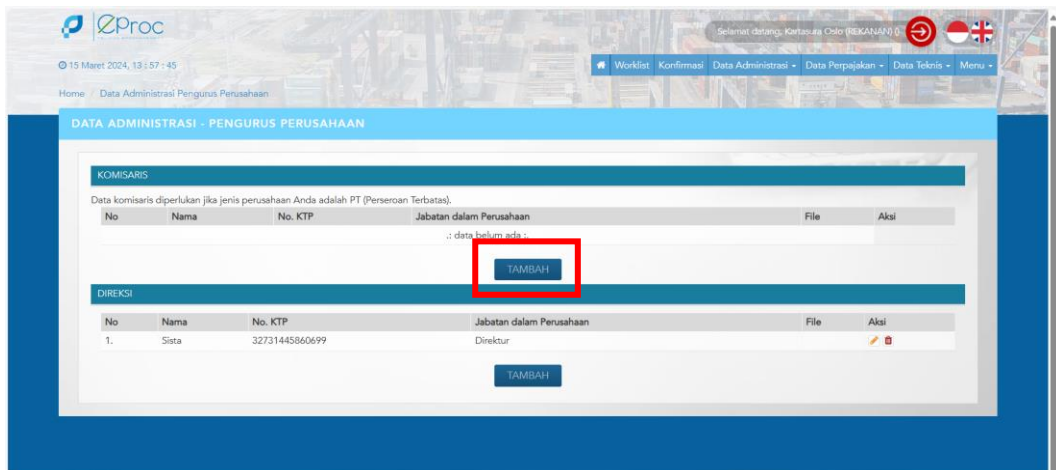 eProc
Selamat datang, Kartasura Oslo (REKANAN) ()
15 Maret 2024, 13 : 57 : 45
Worklist Konfirmasi Data Administrasi Data Perpajakan Data Teknis Menu
Home / Data Administrasi Pengurus Perusahaan
DATA ADMINISTRASI - PENGURUS PERUSAHAAN
KOMISARIS
Data komisaris diperlukan jika jenis perusahaan Anda adalah PT (Perseroan Terbatas).
No Nama No. KTP Jabatan dalam Perusahaan File Aksi
.: data belum ada :.
TAMBAH
DIREKSI
No Nama No. KTP Jabatan dalam Perusahaan File Aksi
1. Sista 32731445860699 Direktur
TAMBAH